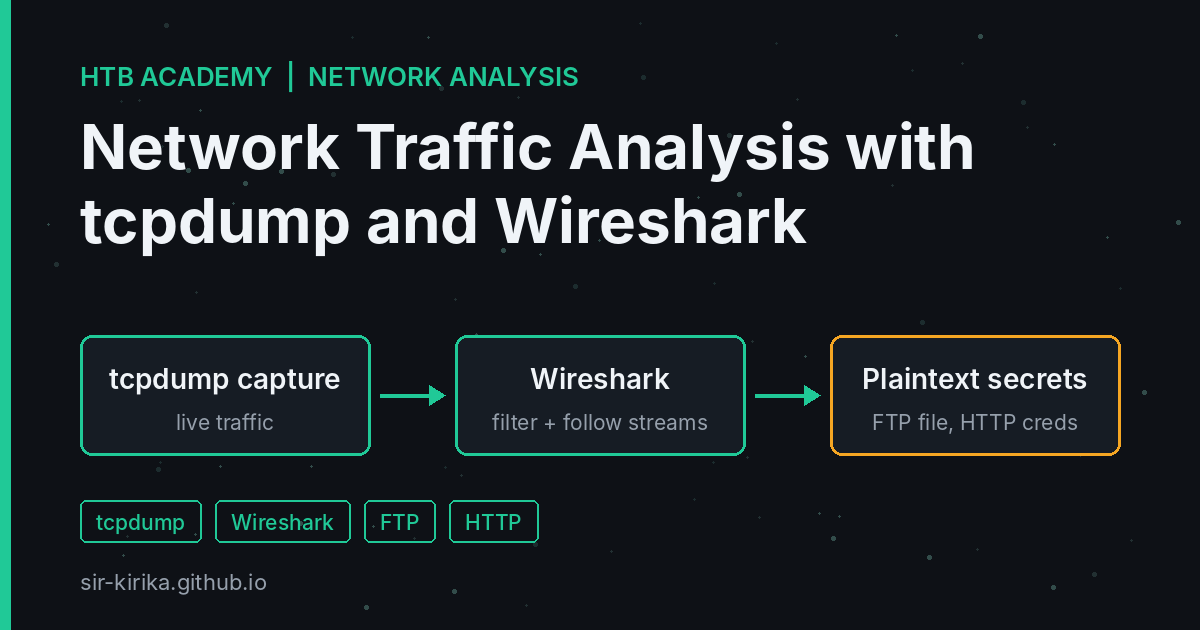 HTB ACADEMY | NETWORK ANALYSIS
Network Traffic Analysis with
tcpdump and Wireshark
tcpdump capture
live traffic
Wireshark
filter + follow streams
Plaintext secrets
FTP file, HTTP creds
tcpdump
Wireshark
FTP
HTTP
sir-kirika.github.io